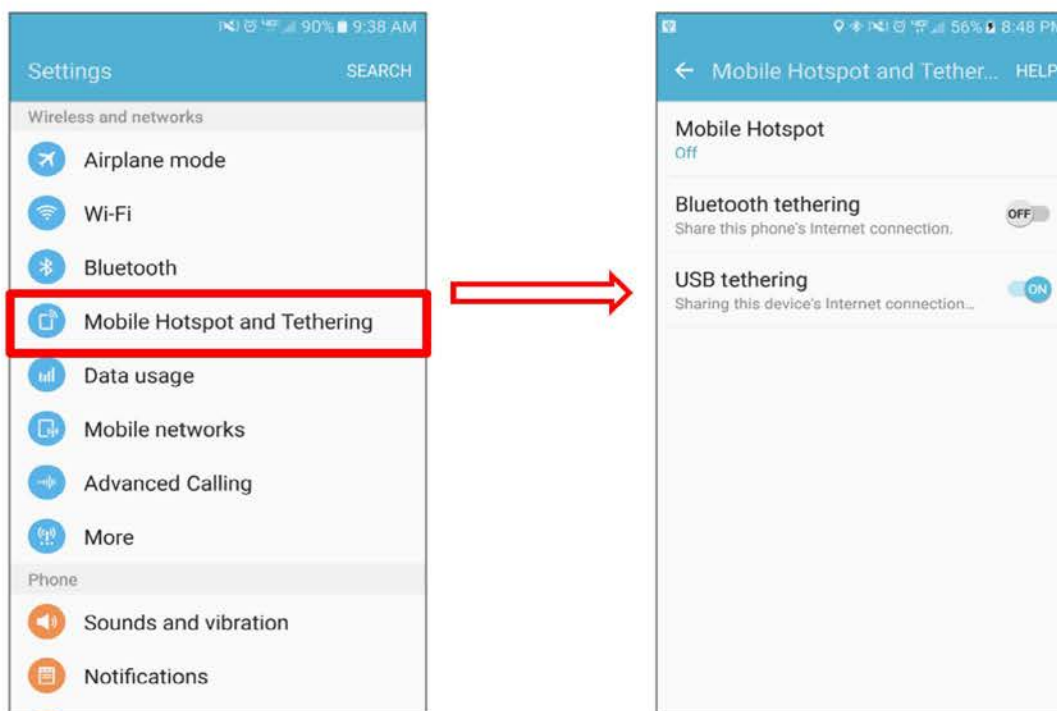 90% 9:38 AM
Settings SEARCH
Wireless and networks
Airplane mode
Wi-Fi
Bluetooth
Mobile Hotspot and Tethering
Data usage
Mobile networks
Advanced Calling
More
Phone
Sounds and vibration
Notifications
56% 8:48 PM
Mobile Hotspot and Tether... HELP
Mobile Hotspot
Off
Bluetooth tethering
Share this phone's Internet connection.
OFF
USB tethering
Sharing this device's Internet connection...
ON